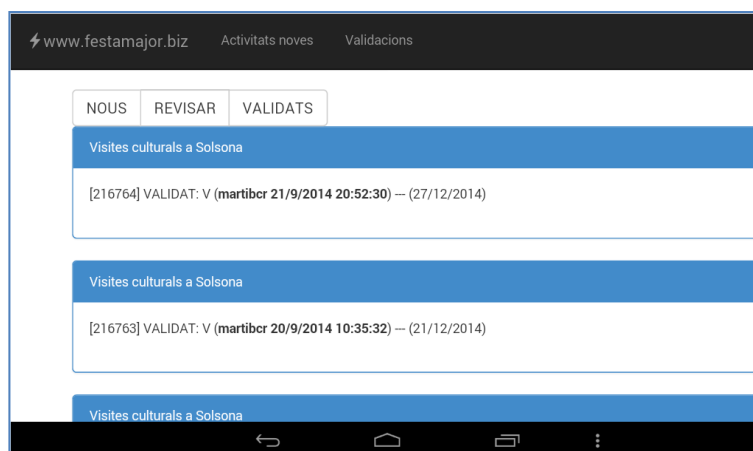 www.festamajor.biz Activitats noves Validacions
NOUS REVISAR VALIDATS
Visites culturals a Solsona
[216764] VALIDAT: V (martibcr 21/9/2014 20:52:30) --- (27/12/2014)
Visites culturals a Solsona
[216763] VALIDAT: V (martibcr 20/9/2014 10:35:32) --- (21/12/2014)
Visites culturals a Solsona